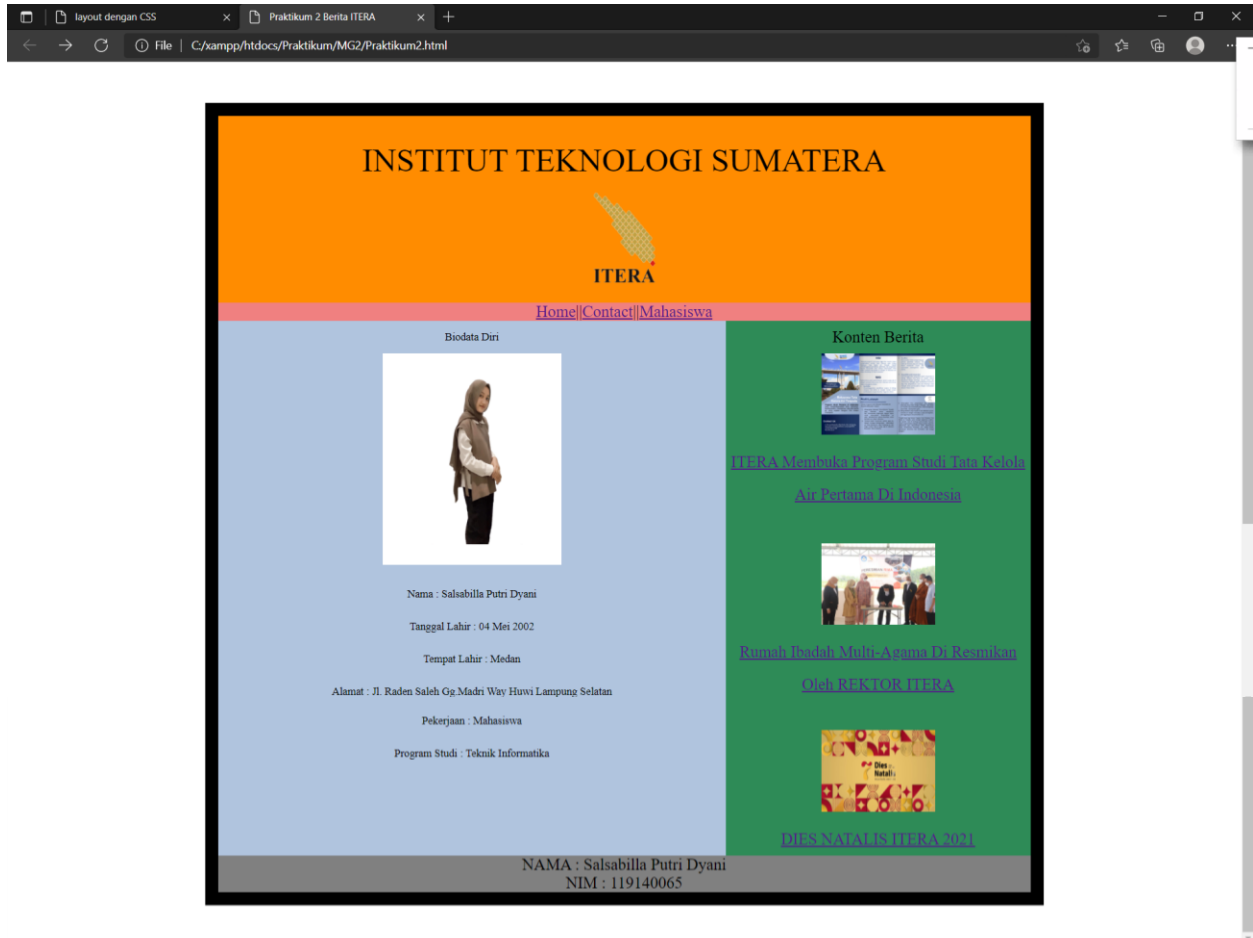 layout dengan CSS
Praktikum 2 Berita ITERA
File | C:/xampp/htdocs/Praktikum/MG2/Praktikum2.html
INSTITUT TEKNOLOGI SUMATERA
ITERA
Home||Contact||Mahasiswa
Biodata Diri
Nama : Salsabilla Putri Dyani
Tanggal Lahir : 04 Mei 2002
Tempat Lahir : Medan
Alamat : Jl. Raden Saleh Gg.Madri Way Huwi Lampung Selatan
Pekerjaan : Mahasiswa
Program Studi : Teknik Informatika
Konten Berita
ITERA Membuka Program Studi Tata Kelola
Air Pertama Di Indonesia
Rumah Ibadah Multi-Agama Di Resmikan
Oleh REKTOR ITERA
Dies
Natalis
DIES NATALIS ITERA 2021
NAMA : Salsabilla Putri Dyani
NIM : 119140065